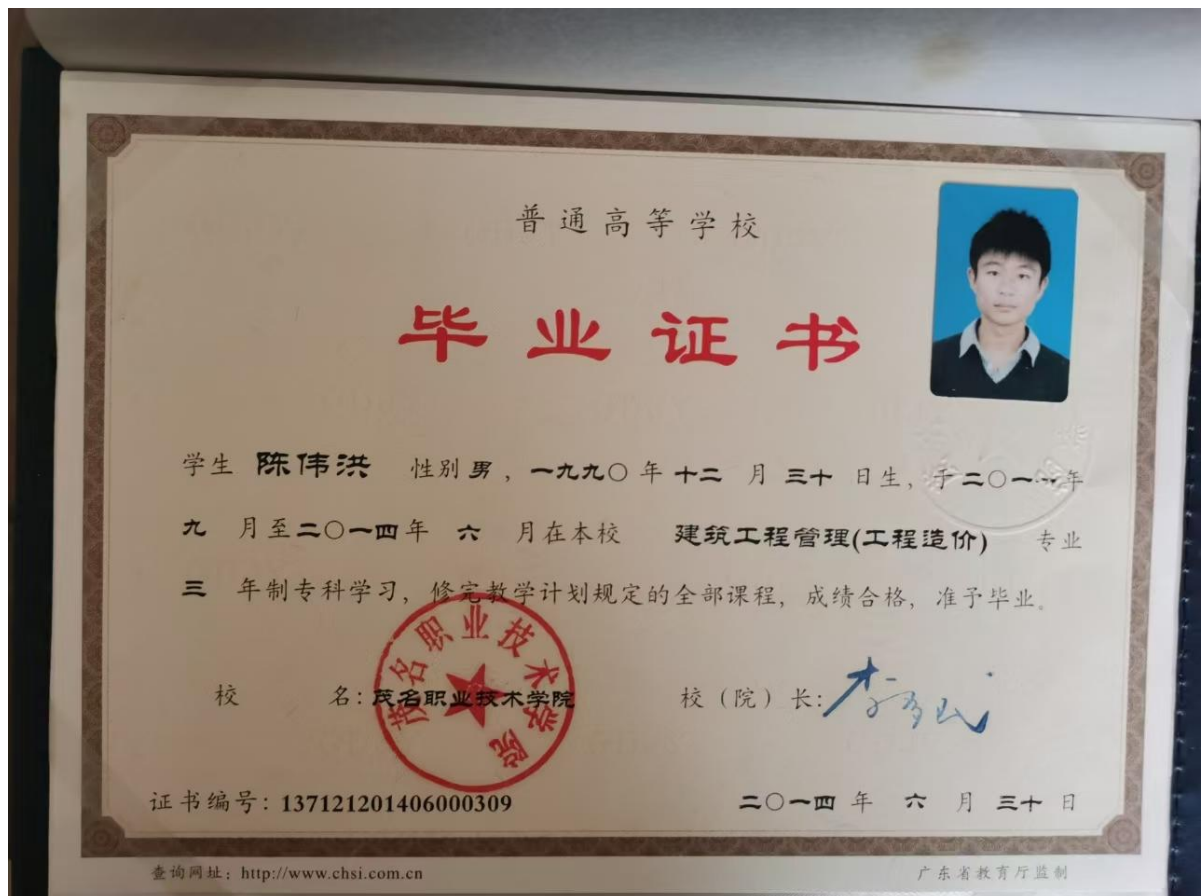 普通高等学校
毕业证书
学生 陈伟洪 性别 男，一九九〇年十二月三十日生，于二〇一一年
九月至二〇一四年六月在本校 建筑工程管理(工程造价) 专业
三年制专科学习，修完教学计划规定的全部课程，成绩合格，准予毕业。
校名：茂名职业技术学院 校（院）长：
茂名职业技术学院
证书编号：137121201406000309 二〇一四年六月三十日
查询网址：http://www.chsi.com.cn 广东省教育厅监制